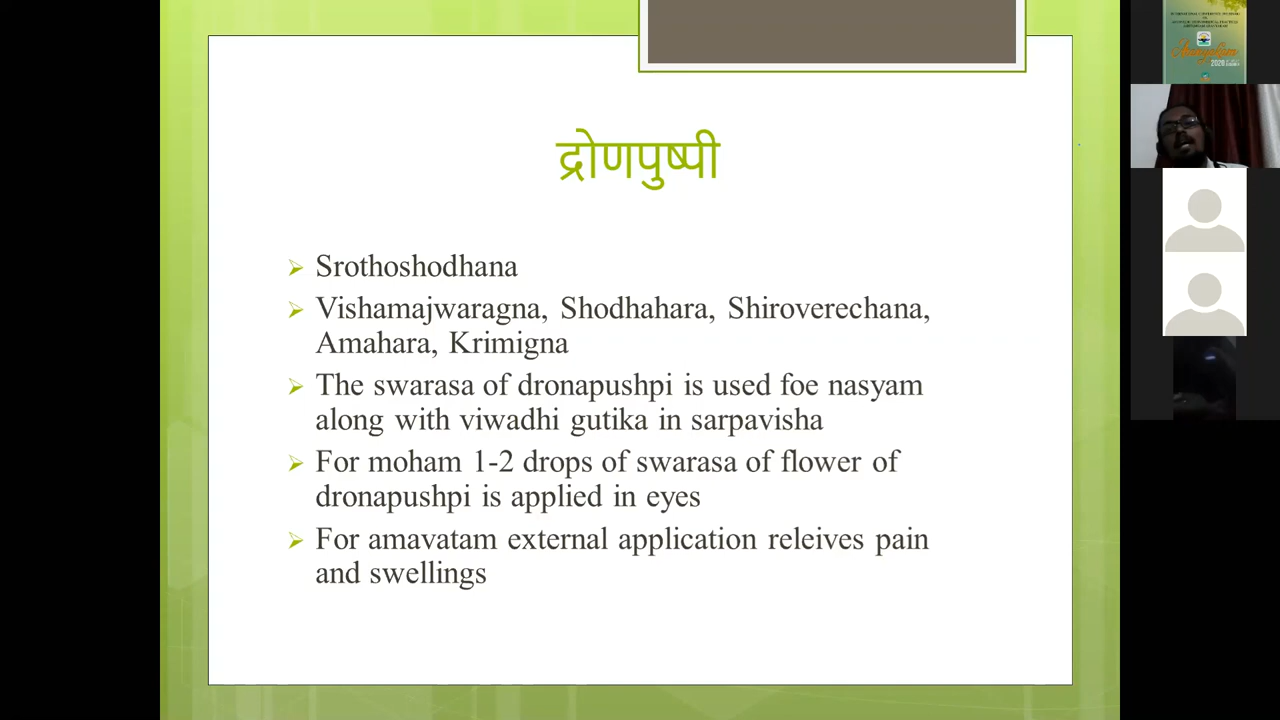 द्रोणपुष्पी
Srothoshodhana
Vishamajwaragna, Shodhahara, Shiroverechana,
Amahara, Krimigna
The swarasa of dronapushpi is used foe nasyam
along with viwadhi gutika in sarpavisha
For moham 1-2 drops of swarasa of flower of
dronapushpi is applied in eyes
For amavatam external application releives pain
and swellings
2020